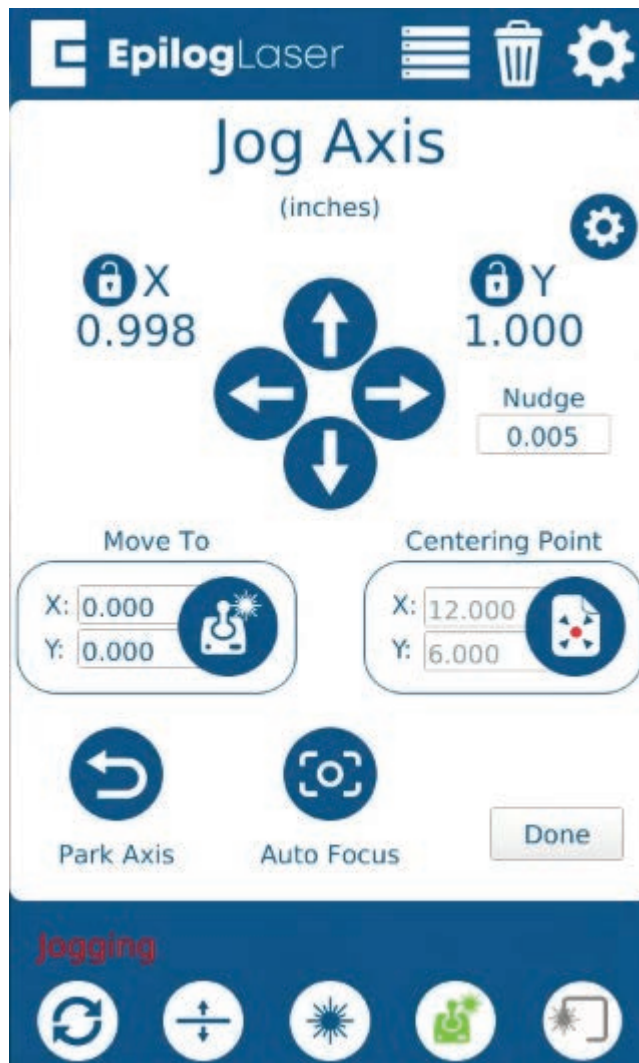 EpilogLaser
Jog Axis
(inches)
X
0.998
Y
1.000
Nudge
0.005
Move To
X: 0.000
Y: 0.000
Centering Point
X: 12.000
Y: 6.000
Park Axis
Auto Focus
Done
Jogging